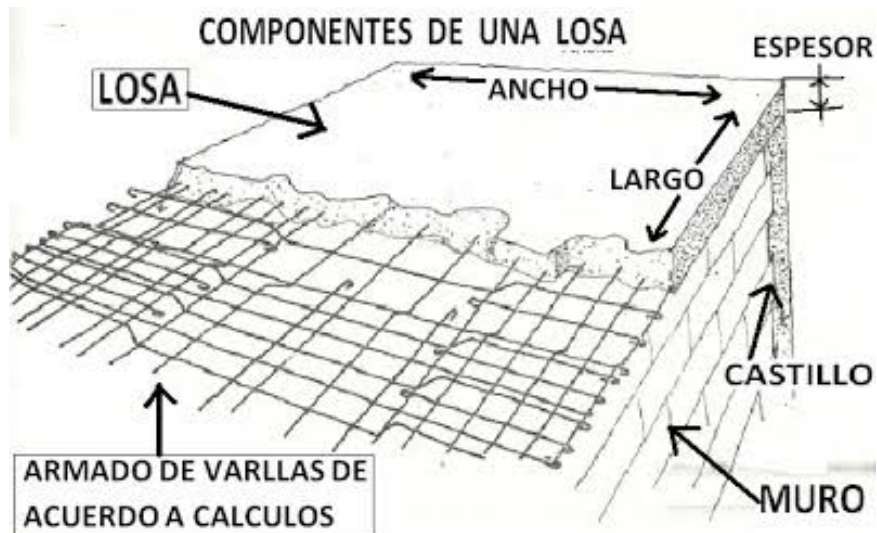 COMPONENTES DE UNA LOSA
ESPESOR
LOSA
ANCHO
LARGO
CASTILLO
ARMADO DE VARLLAS DE
ACUERDO A CALCULOS
MURO